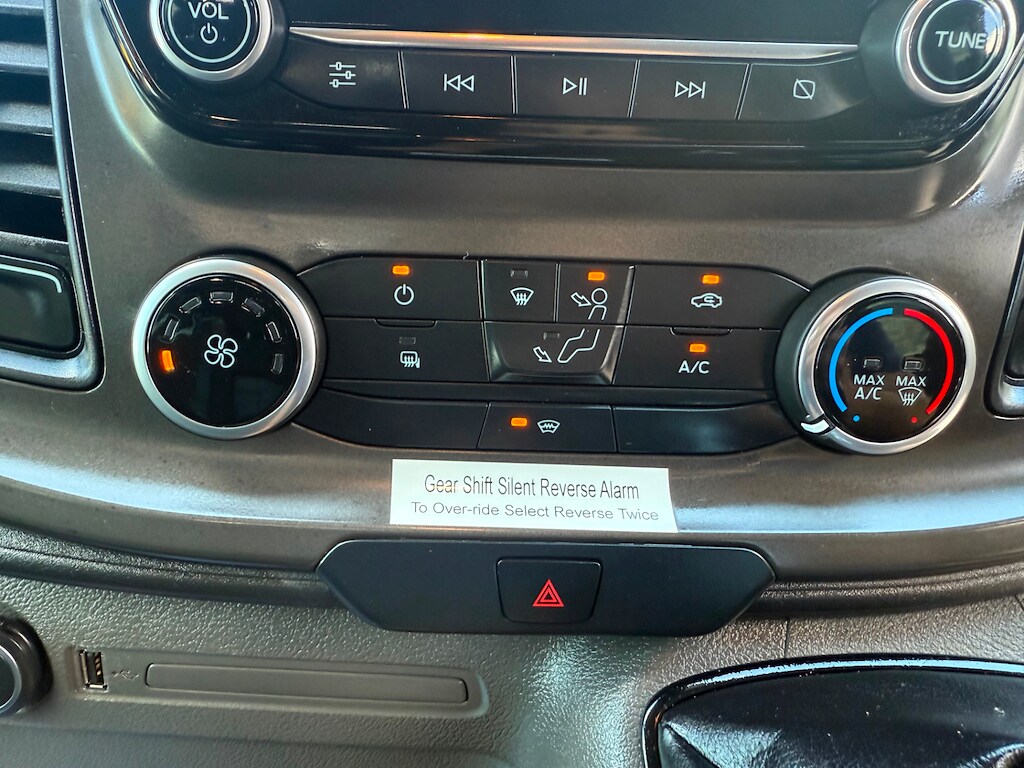 VOL
TUNE
A/C
MAX
A/C
MAX
Gear Shift Silent Reverse Alarm
To Over-ride Select Reverse Twice